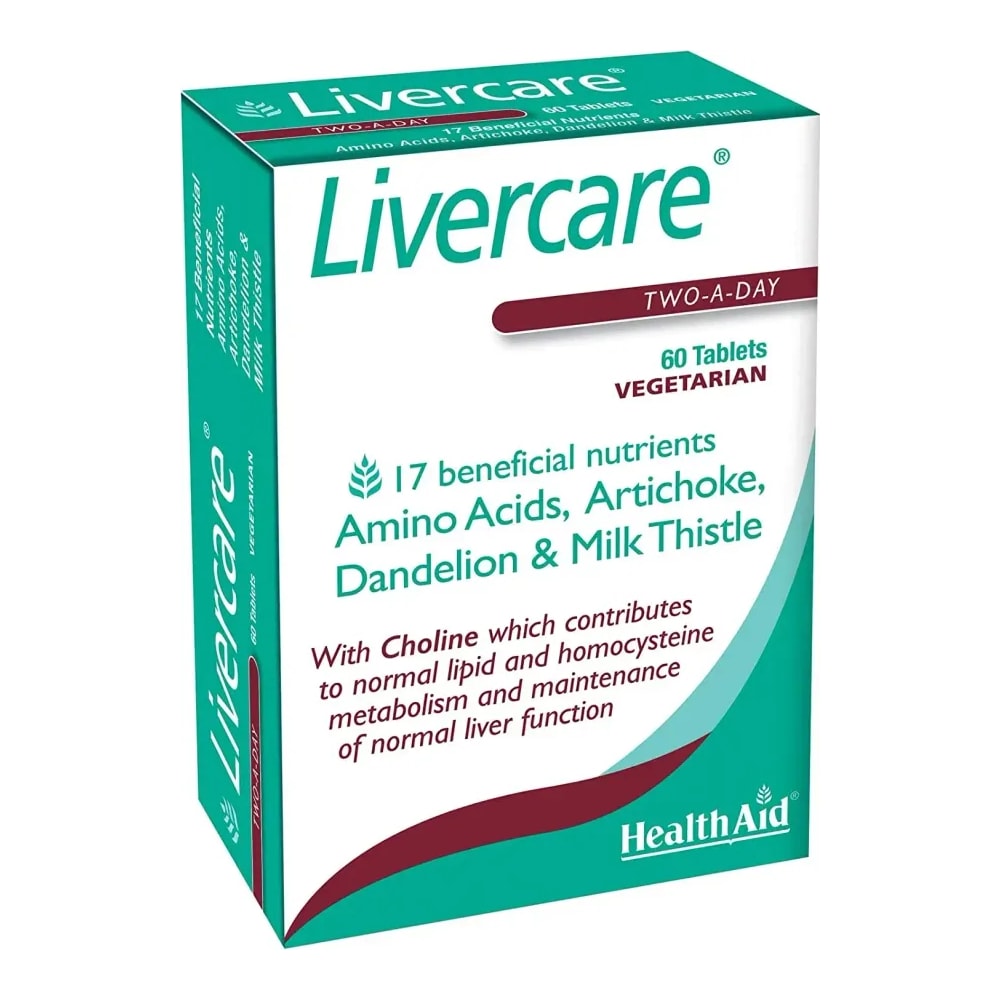 Livercare®
TWO-A-DAY
60 Tablets VEGETARIAN
17 Beneficial Nutrients
Amino Acids, Artichoke, Dandelion & Milk Thistle
Livercare®
TWO-A-DAY
60 Tablets
VEGETARIAN
17 beneficial nutrients
Amino Acids, Artichoke,
Dandelion & Milk Thistle
With Choline which contributes
to normal lipid and homocysteine
metabolism and maintenance
of normal liver function
HealthAid®
17 Beneficial
Nutrients
Amino Acids,
Artichoke,
Dandelion &
Milk Thistle
Livercare®
60 Tablets VEGETARIAN
TWO-A-DAY